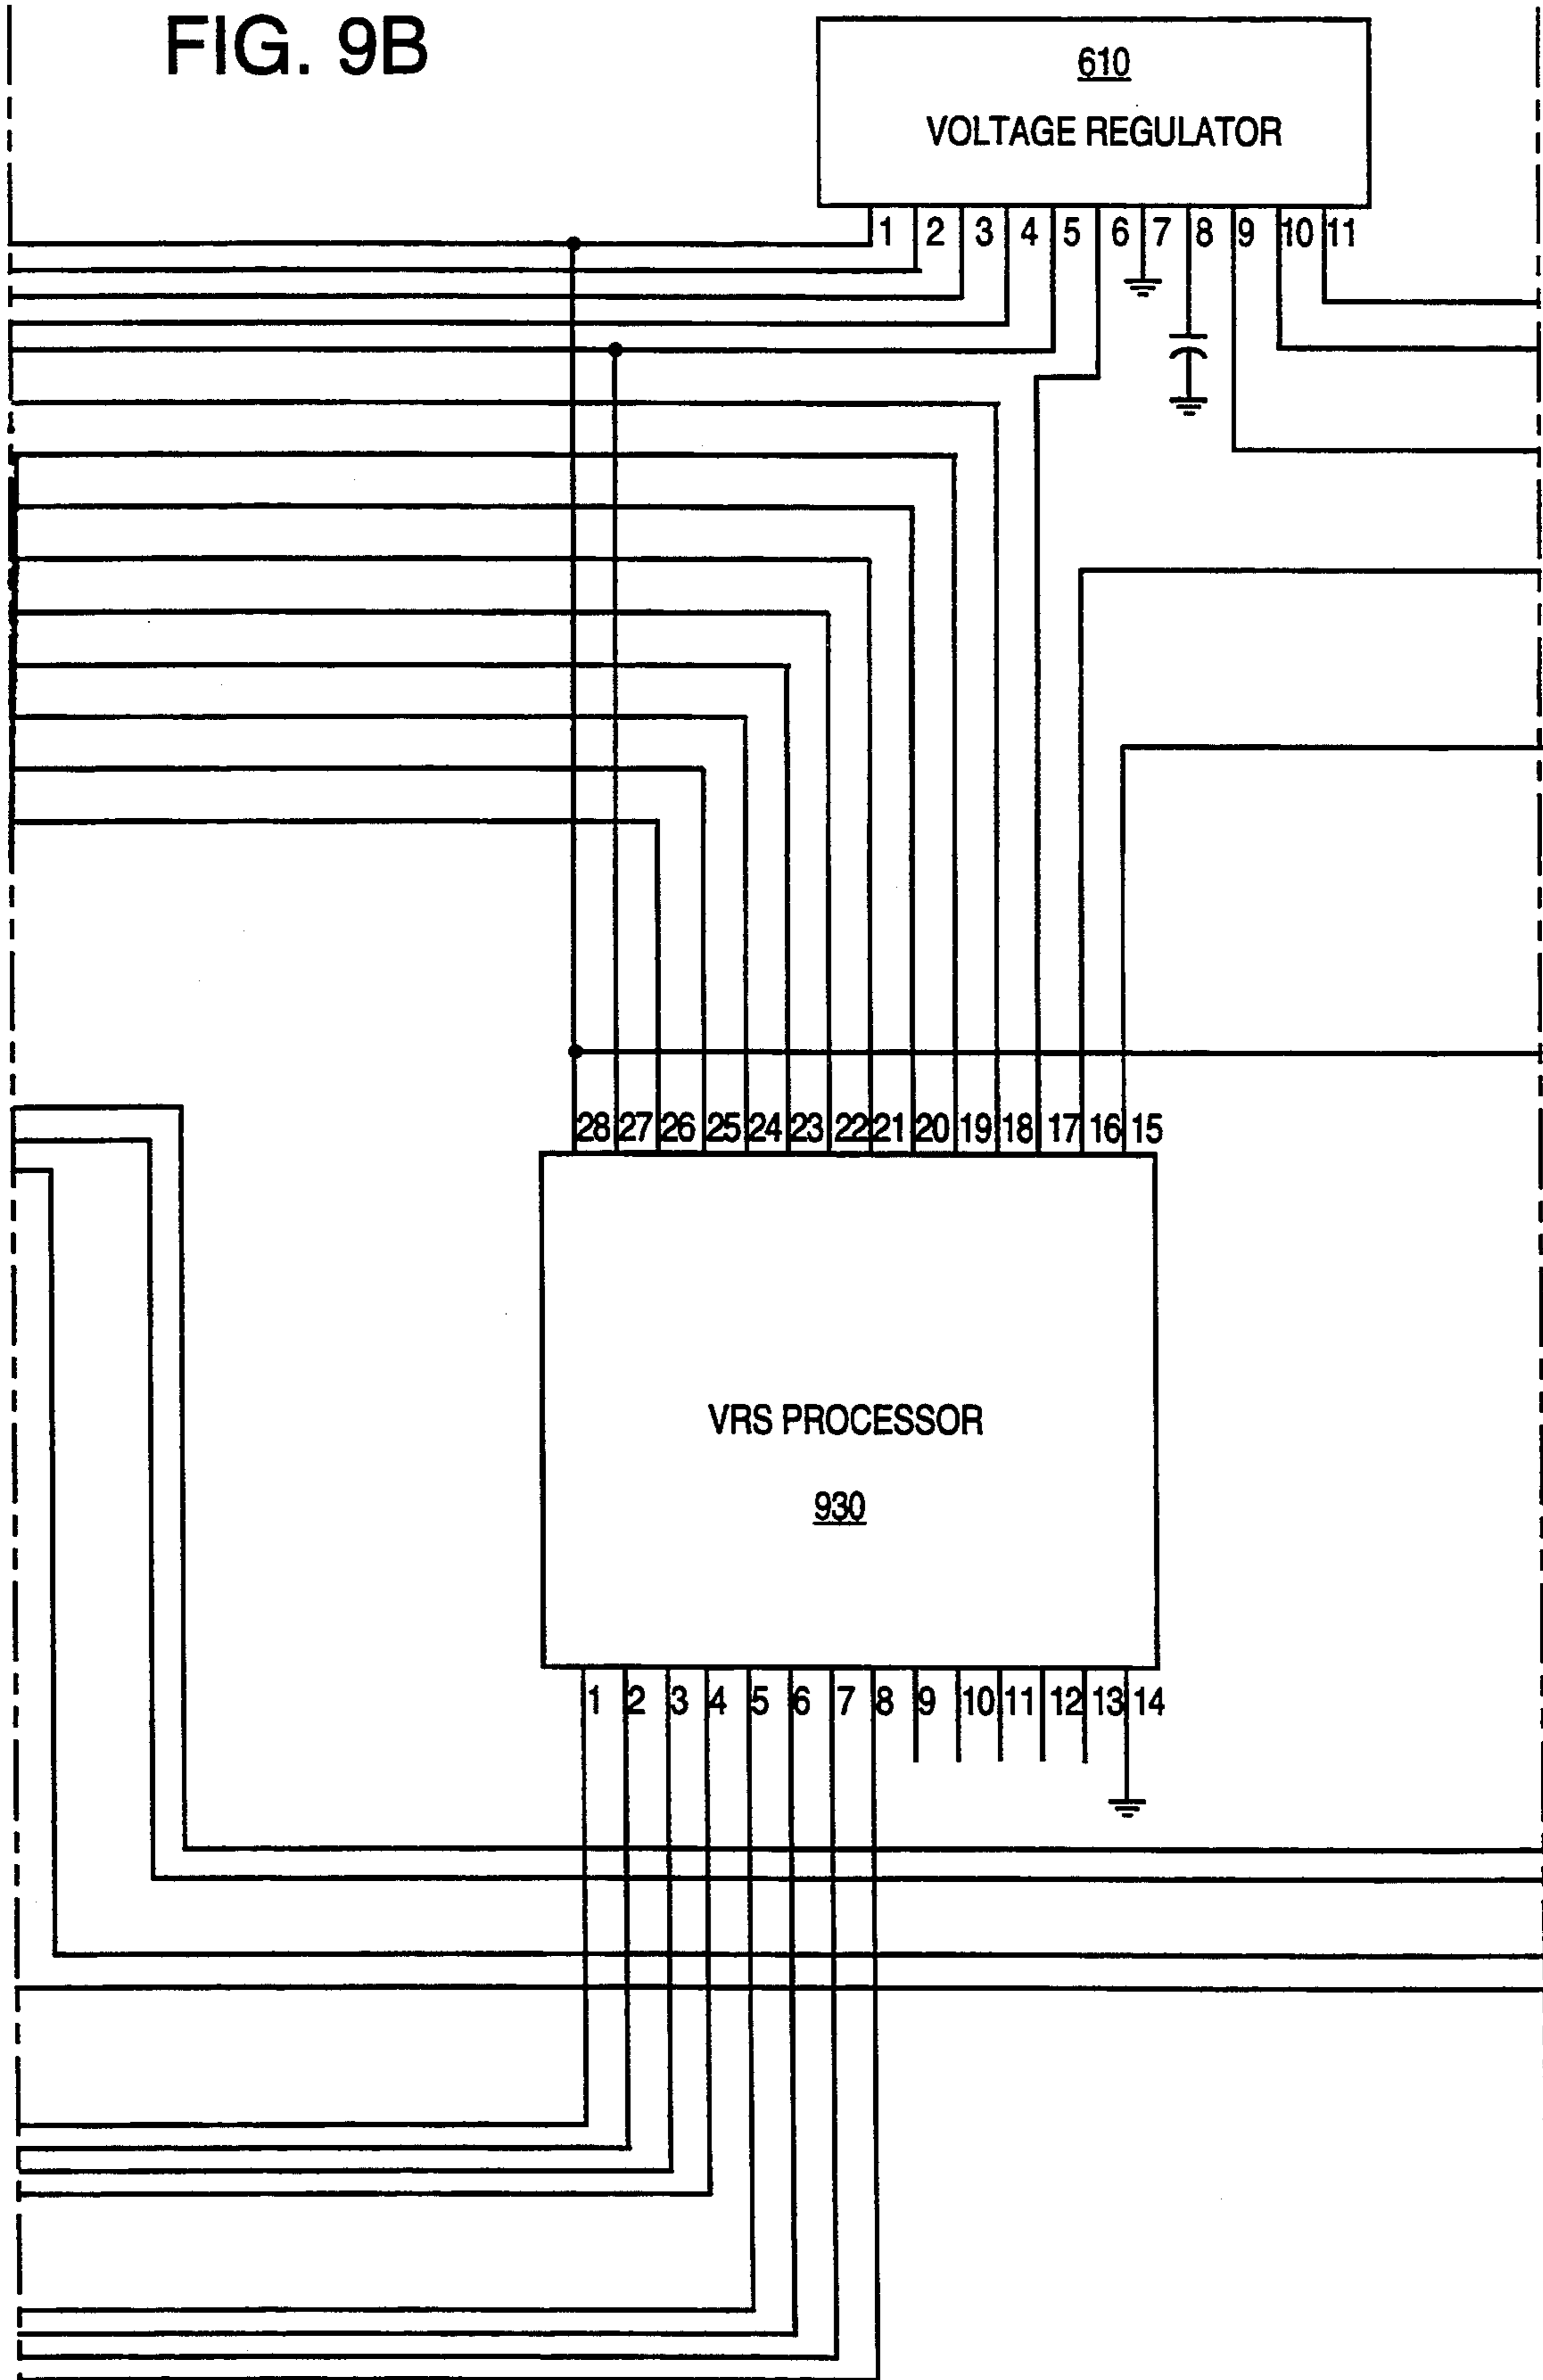 FIG. 9B
610
VOLTAGE REGULATOR
1 2 3 4 5 6 7 8 9 10 11
28 27 26 25 24 23 22 21 20 19 18 17 16 15
VRS PROCESSOR
930
1 2 3 4 5 6 7 8 9 10 11 12 13 14